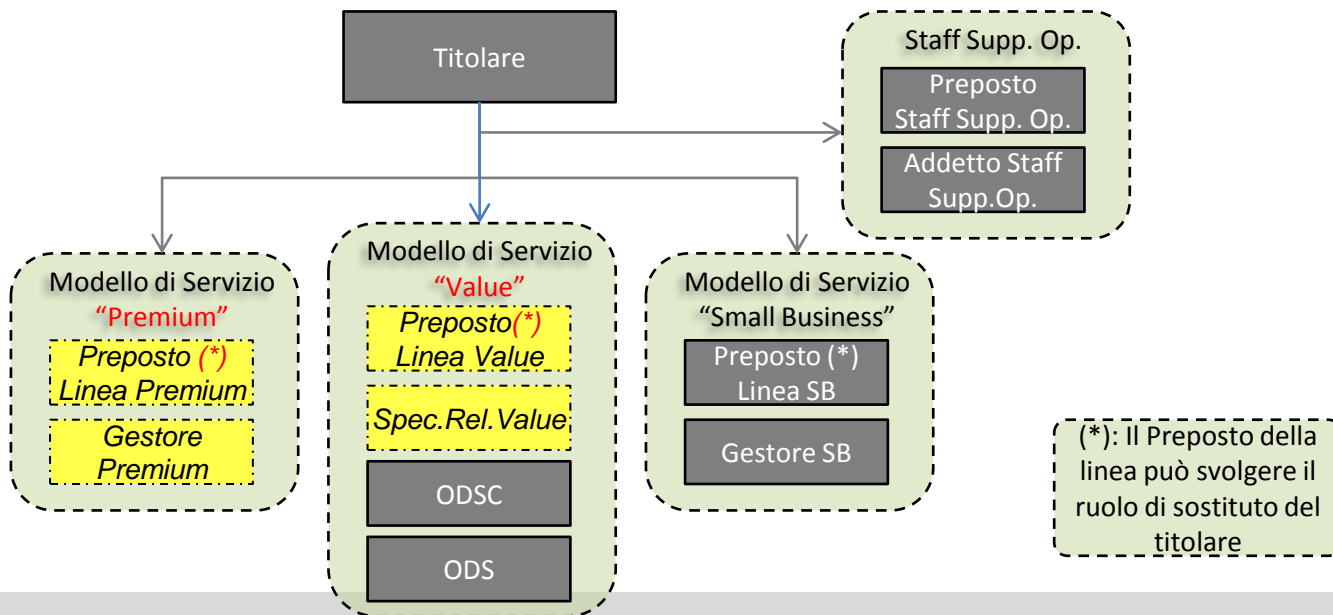 Titolare
Staff Supp. Op.
Preposto
Staff Supp. Op.
Addetto Staff
Supp.Op.
Modello di Servizio
“Premium”
Preposto (*)
Linea Premium
Gestore
Premium
Modello di Servizio
“Value”
Preposto(*)
Linea Value
Spec.Rel.Value
ODSC
ODS
Modello di Servizio
“Small Business”
Preposto (*)
Linea SB
Gestore SB
(*): Il Preposto della
linea può svolgere il
ruolo di sostituto del
titolare